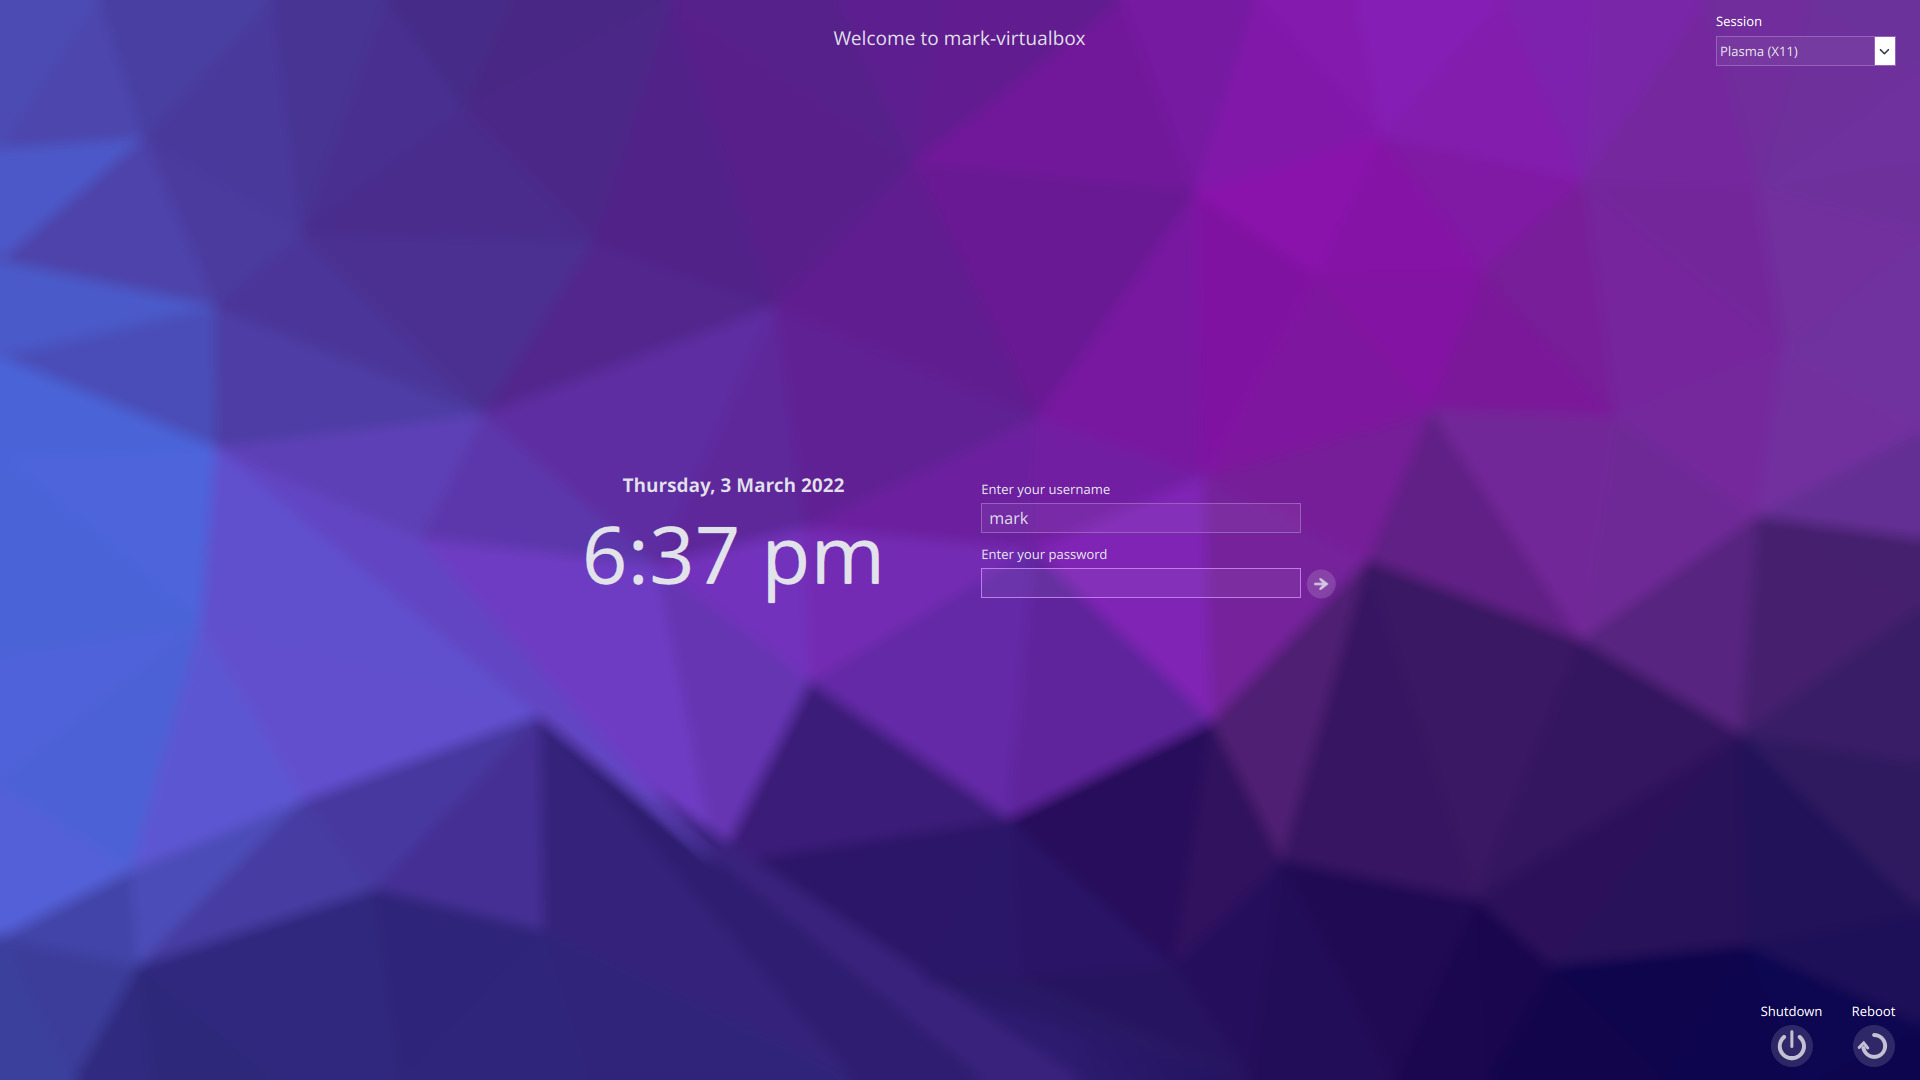 Welcome to mark-virtualbox
Session
Plasma (X11)
Thursday, 3 March 2022
6:37 pm
Enter your username
mark
Enter your password
Shutdown
Reboot